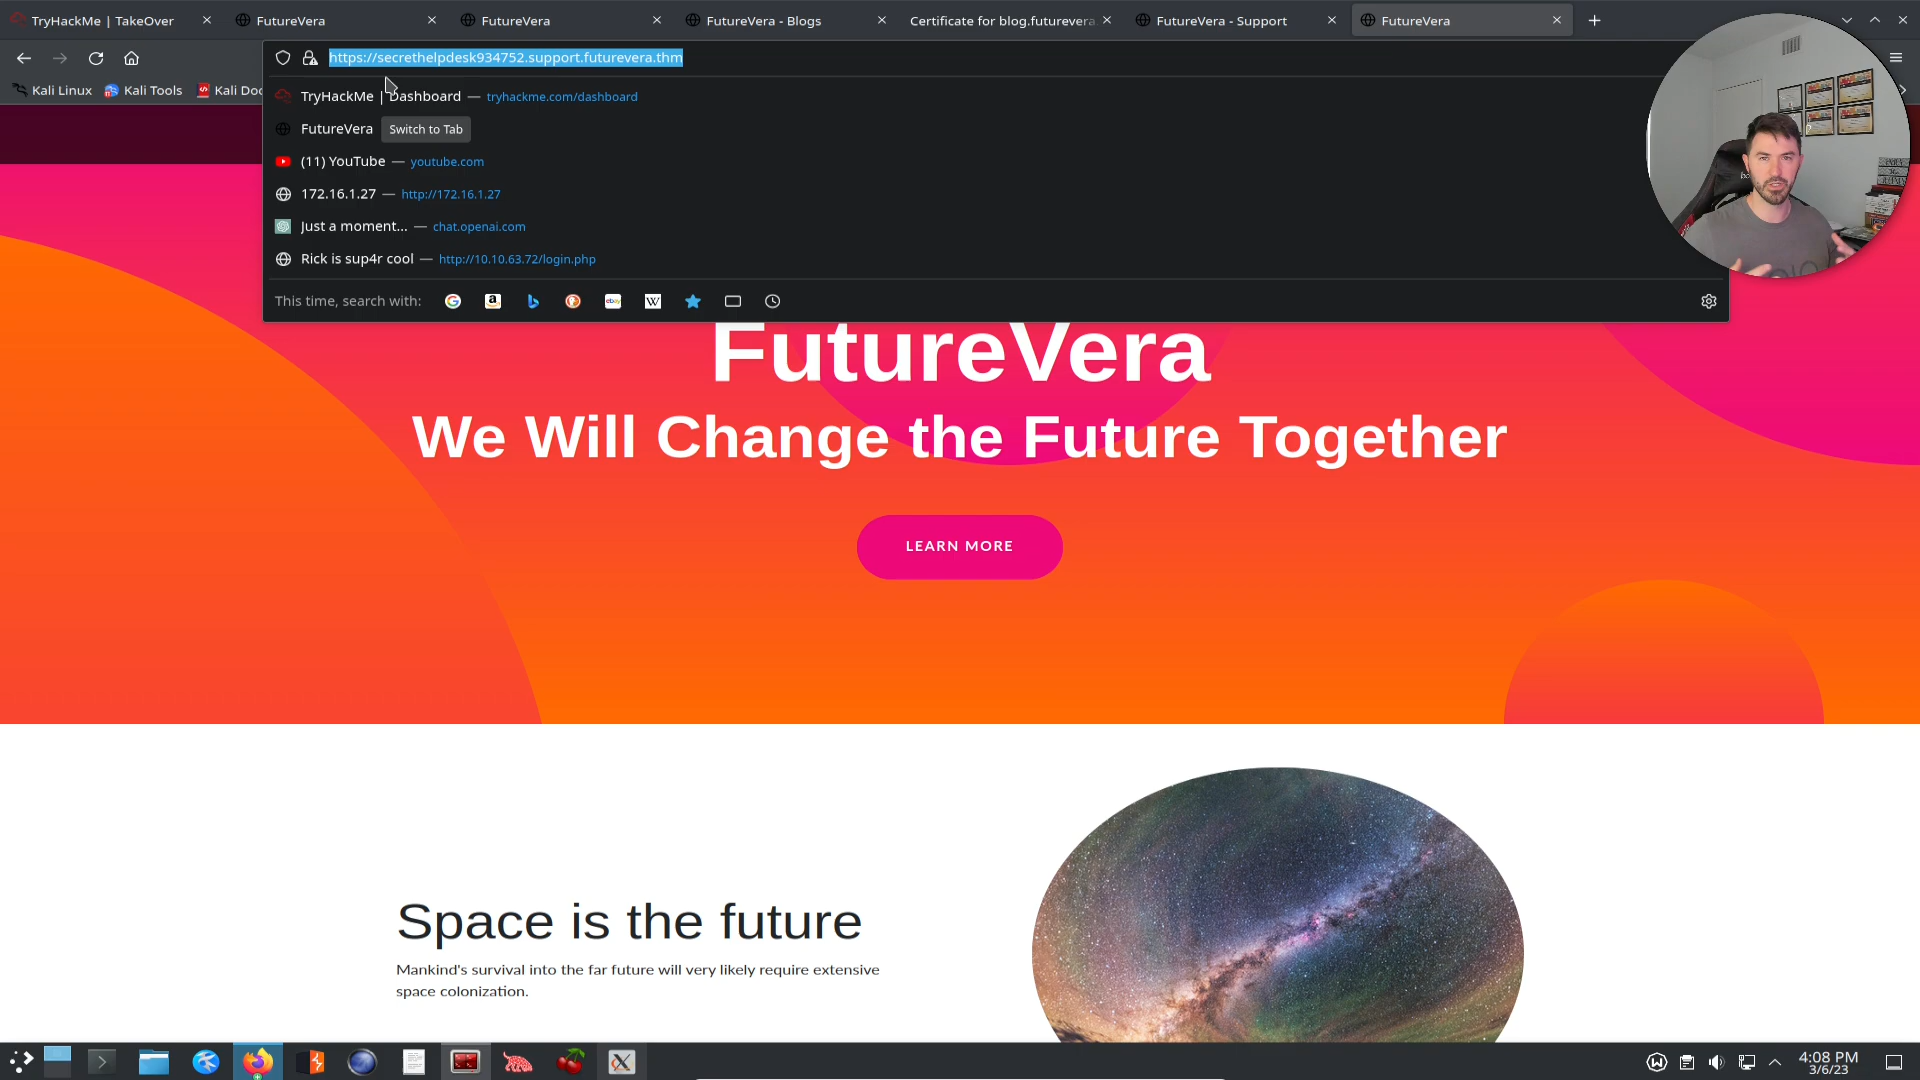 TryHackMe | TakeOver
FutureVera
FutureVera
FutureVera - Blogs
Certificate for blog.futurevera
FutureVera - Support
FutureVera
https://secrethelpdesk934752.support.futurevera.thm
Kali Linux
Kali Tools
Kali Doc
TryHackMe | Dashboard — tryhackme.com/dashboard
FutureVera Switch to Tab
(11) YouTube — youtube.com
172.16.1.27 — http://172.16.1.27
Just a moment... — chat.openai.com
Rick is sup4r cool — http://10.10.63.72/login.php
This time, search with:
FutureVera
We Will Change the Future Together
LEARN MORE
Space is the future
Mankind's survival into the far future will very likely require extensive
space colonization.
4:08 PM
3/6/23